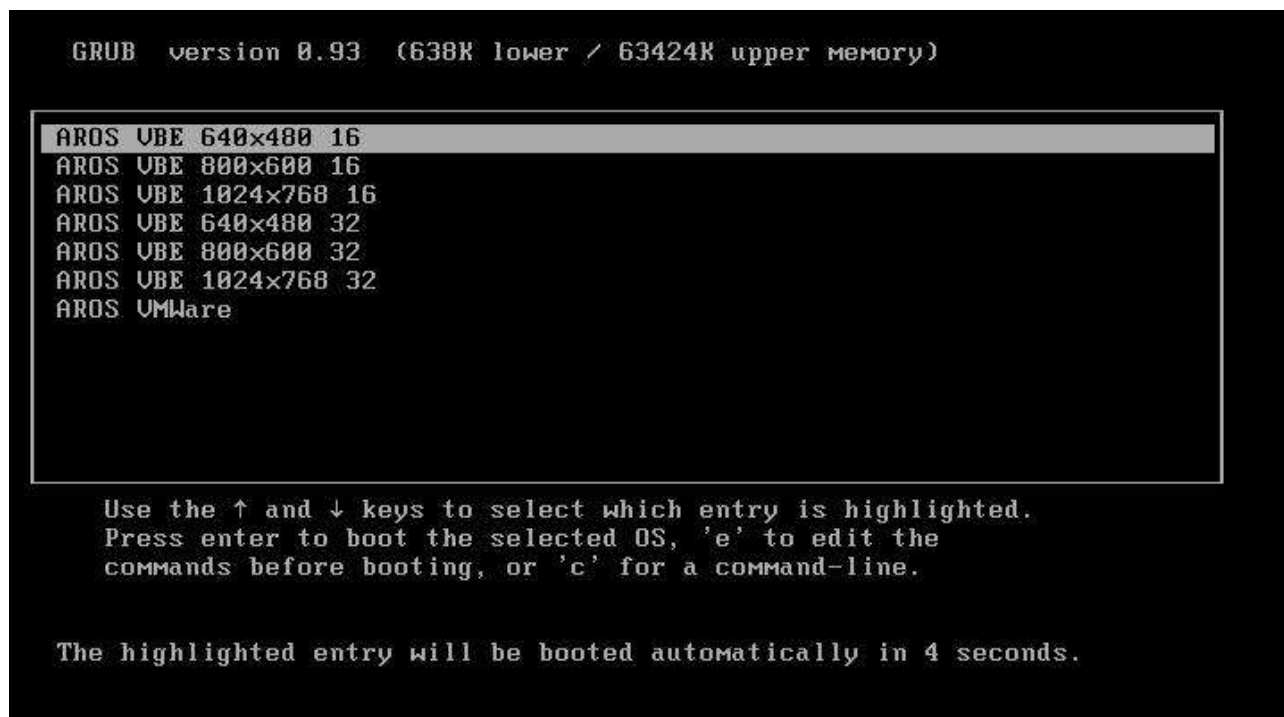 GRUB version 0.93 (638K lower / 63424K upper memory)
AROS VBE 640x480 16
AROS VBE 800x600 16
AROS VBE 1024x768 16
AROS VBE 640x480 32
AROS VBE 800x600 32
AROS VBE 1024x768 32
AROS VMWare
Use the ↑ and ↓ keys to select which entry is highlighted.
Press enter to boot the selected OS, 'e' to edit the
commands before booting, or 'c' for a command-line.
The highlighted entry will be booted automatically in 4 seconds.